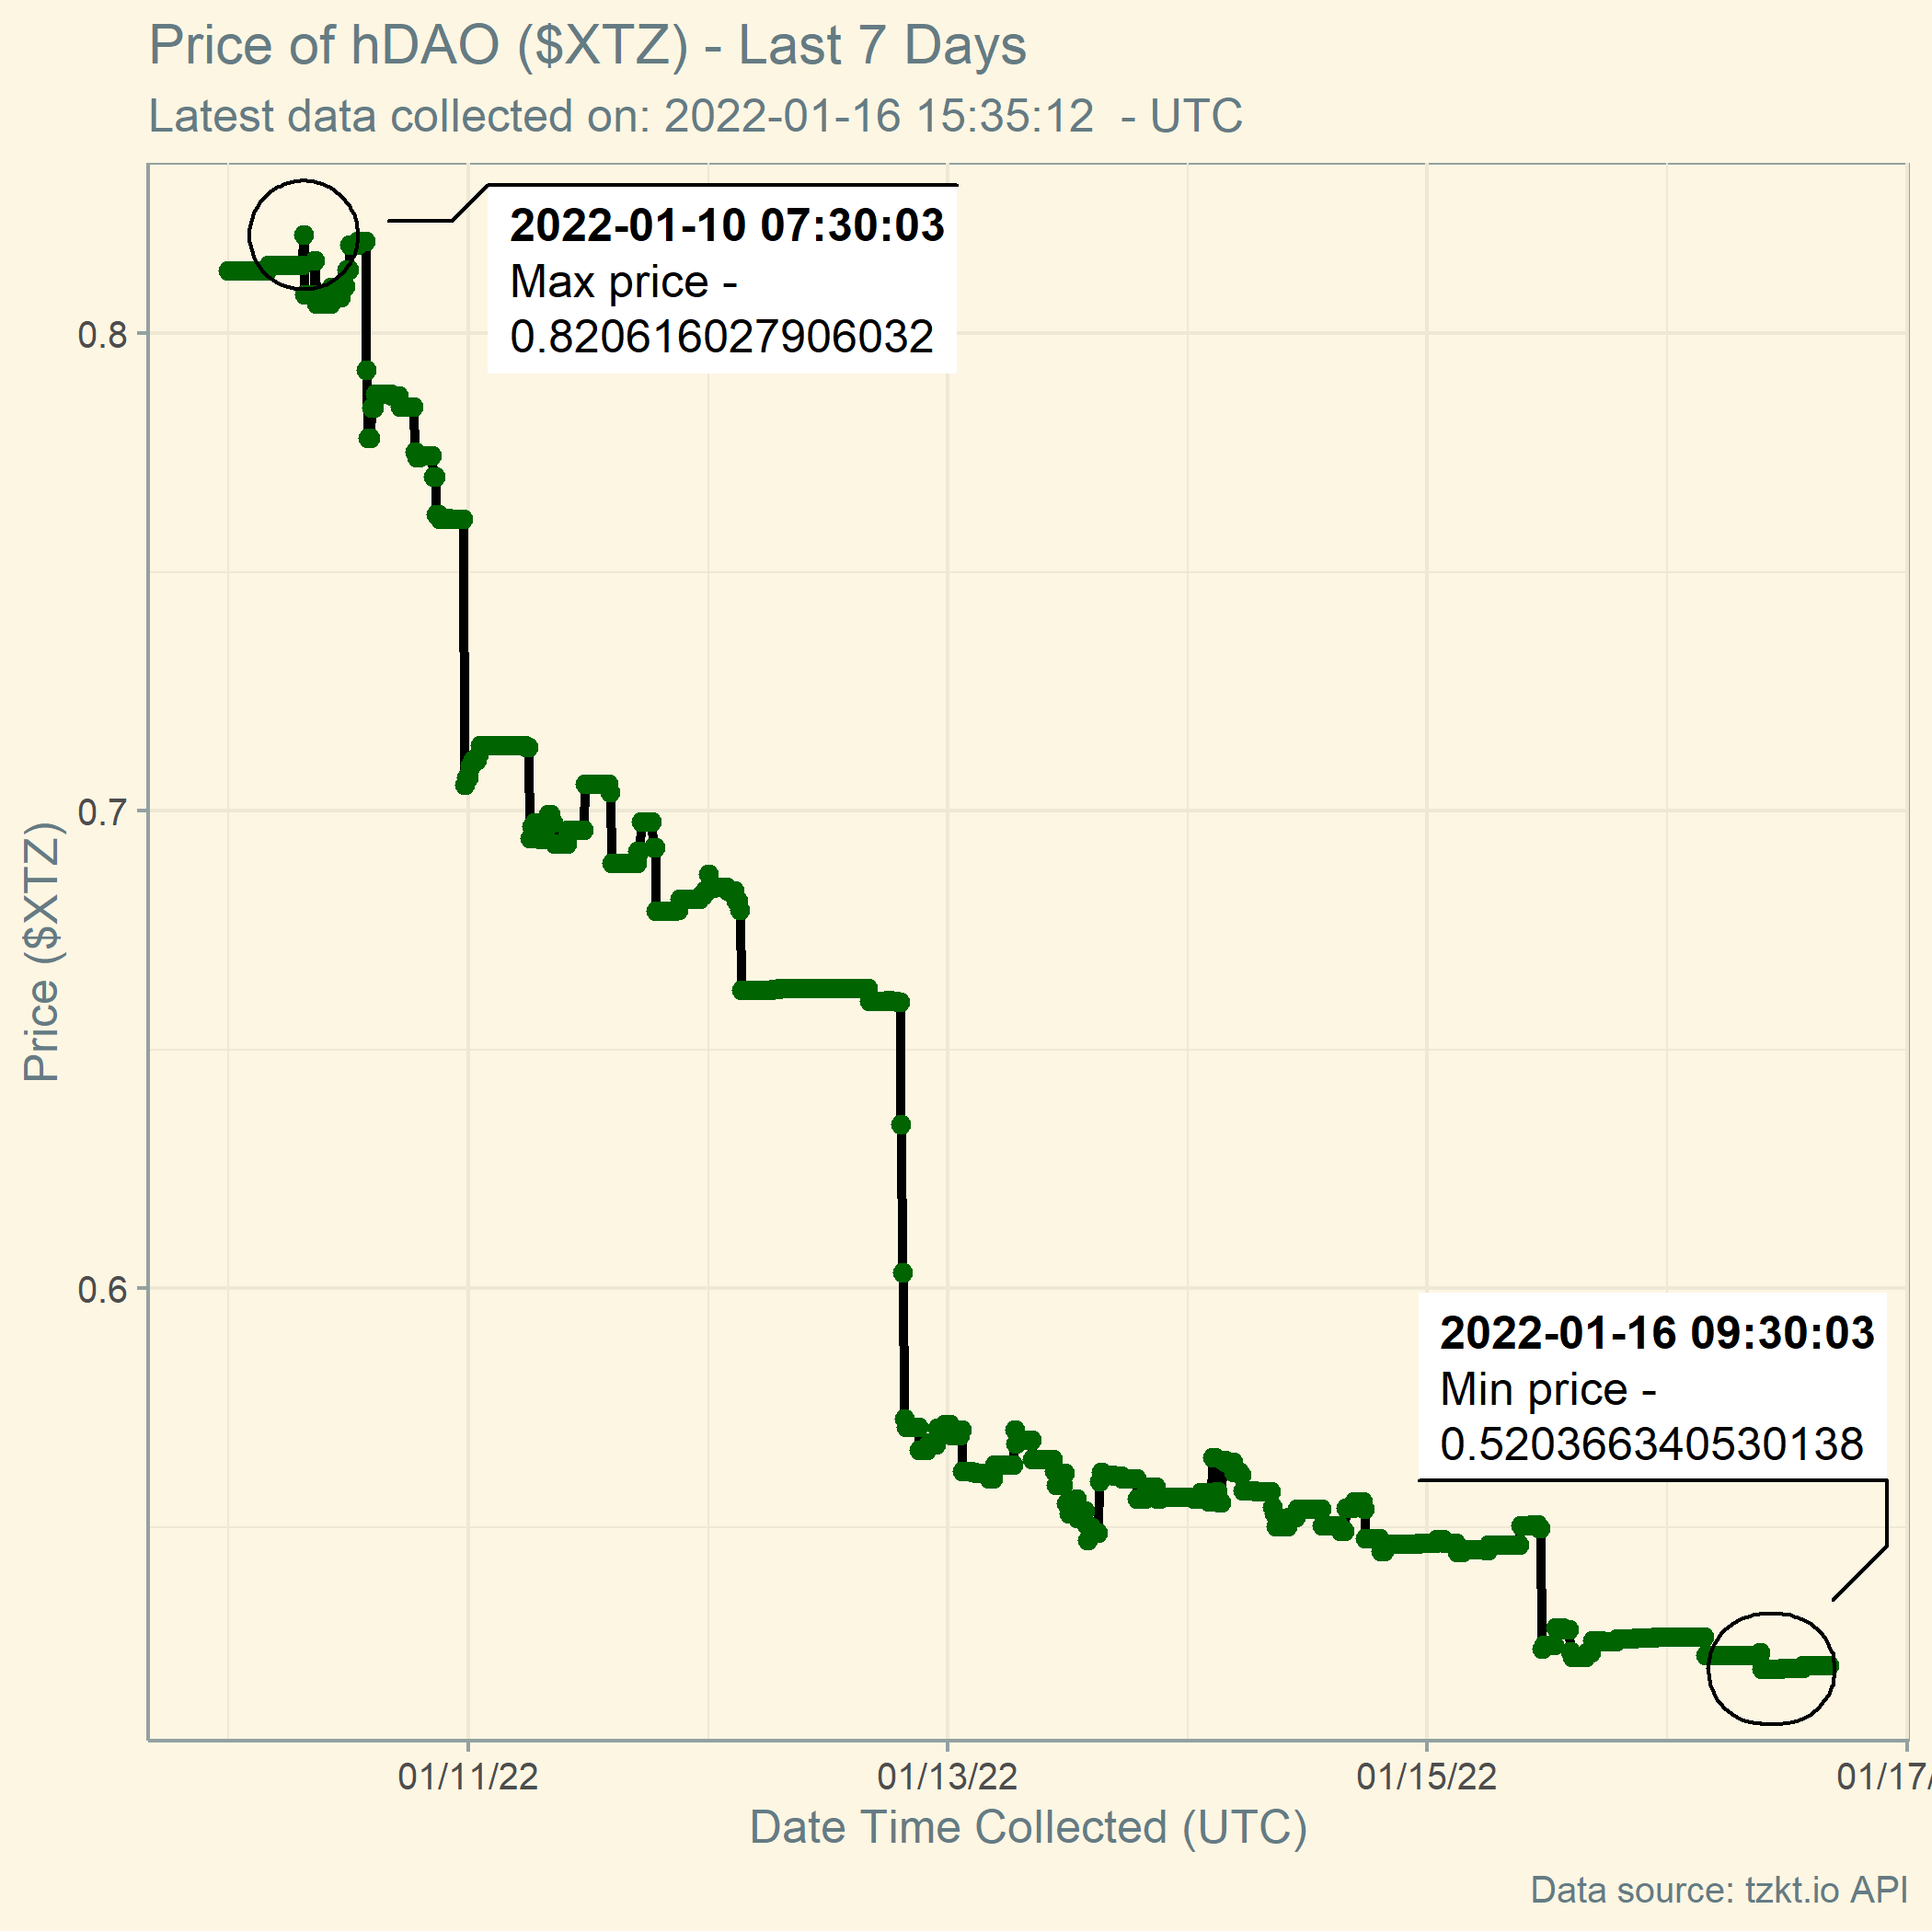 Price of hDAO ($XTZ) - Last 7 Days
Latest data collected on: 2022-01-16 15:35:12  - UTC
2022-01-10 07:30:03
Max price -
0.820616027906032
0.8
0.7
0.6
Price ($XTZ)
2022-01-16 09:30:03
Min price -
0.520366340530138
01/11/22
01/13/22
01/15/22
01/17/
Date Time Collected (UTC)
Data source: tzkt.io API